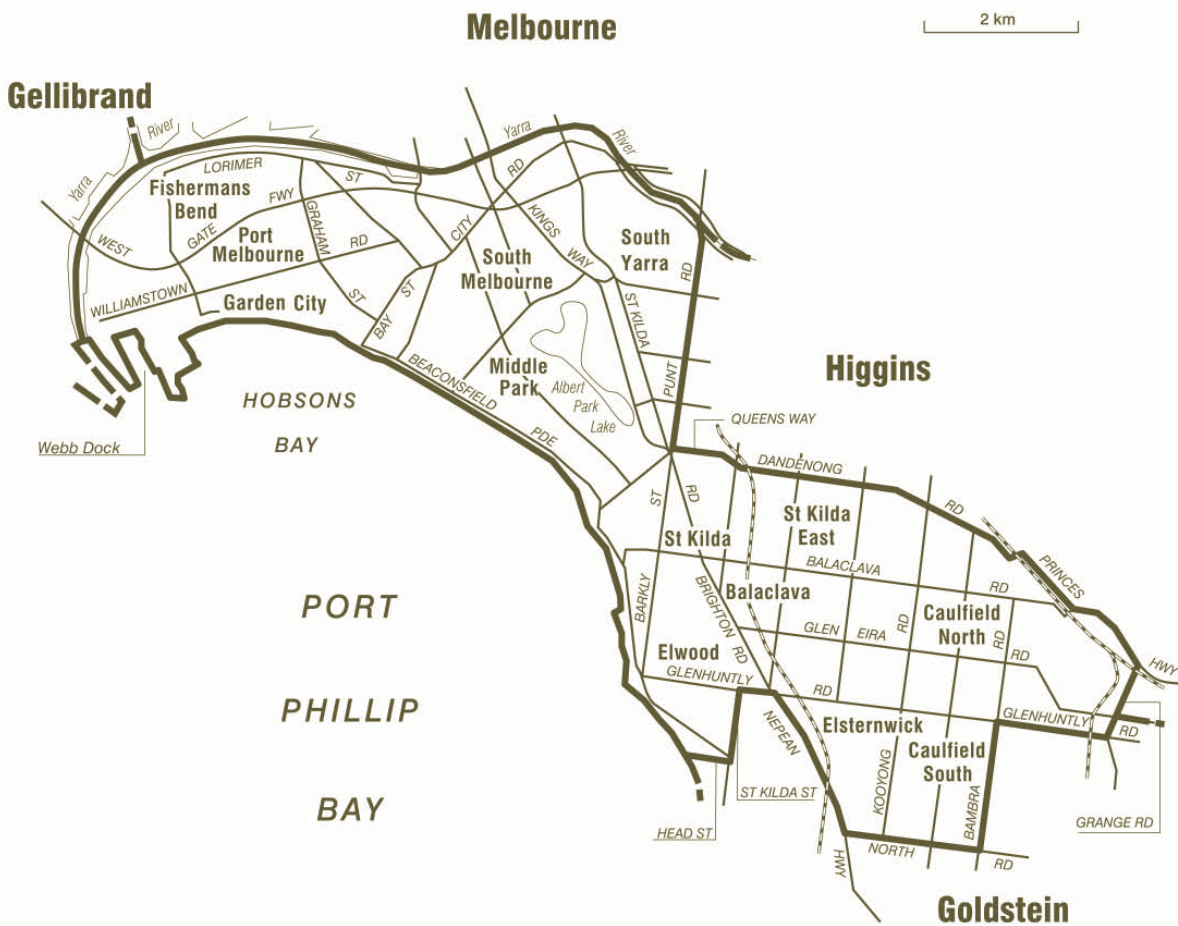 Melbourne
2 km
Gellibrand
River
Yarra
Yarra
River
LORIMER
ST
Fishermans
Bend
FWY
GATE
WEST
GRAHAM
ST
Port
Melbourne
RD
WILLIAMSTOWN
Garden City
CITY
RD
KINGS
WAY
South
Melbourne
South
Yarra
RD
PUNT
ST KILDA
BAY
ST
BEACONSFIELD
PDE
Middle
Park
Albert
Park
Lake
Higgins
HOBSONS
BAY
Webb Dock
QUEENS WAY
DANDENONG
RD
PRINCES
HWY
ST
BARKLY
RD
BRIGHTON RD
St Kilda
St Kilda
East
BALACLAVA
RD
Balaclava
Caulfield
North
RD
RD
GLEN
EIRA
RD
Elwood
GLENHUNTLY
RD
GLENHUNTLY
RD
PORT
PHILLIP
BAY
NEPEAN
HWY
Elsternwick
Caulfield
South
KOOYONG
BAMBRA
ST KILDA ST
HEAD ST
GRANGE RD
NORTH
RD
Goldstein